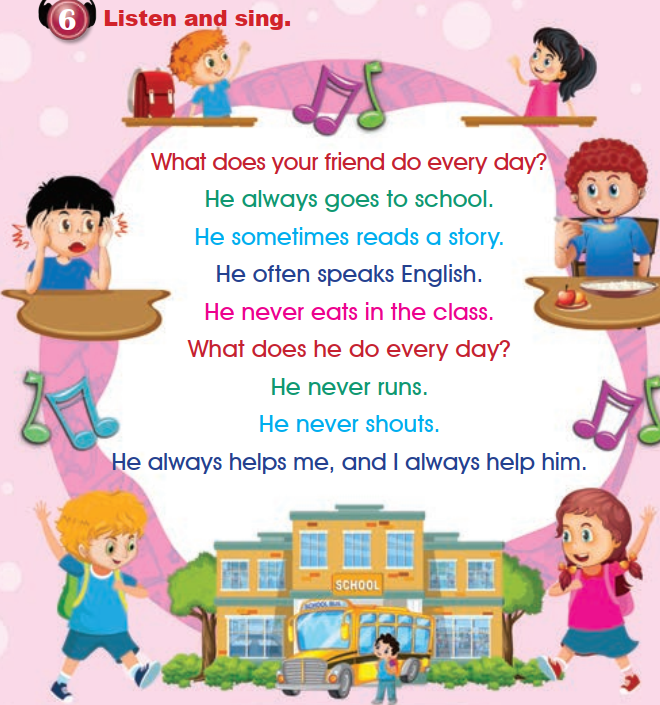 6 Listen and sing.
What does your friend do every day?
He always goes to school.
He sometimes reads a story.
He often speaks English.
He never eats in the class.
What does he do every day?
He never runs.
He never shouts.
He always helps me, and I always help him.
SCHOOL
SCHOOL BUS